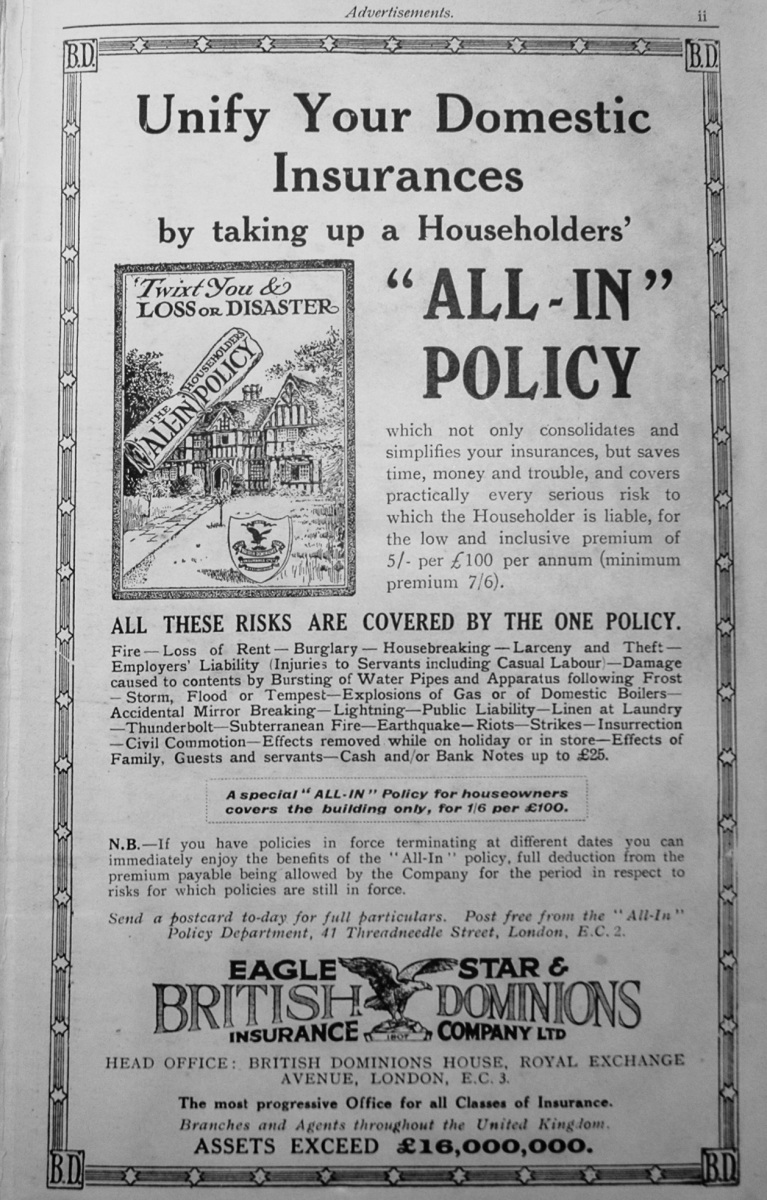 Advertisements.
ii
B.D.
B.D.
Unify Your Domestic
Insurances
by taking up a Householders'
'Twixt You &
LOSS OR DISASTER
THE HOUSEHOLDERS
"ALL-IN" POLICY
"ALL-IN"
POLICY
which not only consolidates and
simplifies your insurances, but saves
time, money and trouble, and covers
practically every serious risk to
which the Householder is liable, for
the low and inclusive premium of
5/- per £100 per annum (minimum
premium 7/6).
ALL THESE RISKS ARE COVERED BY THE ONE POLICY.
Fire—Loss of Rent—Burglary—Housebreaking—Larceny and Theft—
Employers' Liability (Injuries to Servants including Casual Labour)—Damage
caused to contents by Bursting of Water Pipes and Apparatus following Frost
—Storm, Flood or Tempest—Explosions of Gas or of Domestic Boilers—
Accidental Mirror Breaking—Lightning—Public Liability—Linen at Laundry
—Thunderbolt—Subterranean Fire—Earthquake—Riots—Strikes—Insurrection
—Civil Commotion—Effects removed while on holiday or in store—Effects of
Family, Guests and servants—Cash and/or Bank Notes up to £25.
A special "ALL-IN" Policy for houseowners
covers the building only, for 1/6 per £100.
N.B.—If you have policies in force terminating at different dates you can
immediately enjoy the benefits of the "All-In" policy, full deduction from the
premium payable being allowed by the Company for the period in respect to
risks for which policies are still in force.
Send a postcard to-day for full particulars. Post free from the "All-In"
Policy Department, 41 Threadneedle Street, London, E.C.2.
EAGLE STAR &
BRITISH DOMINIONS
INSURANCE 1807 COMPANY LTD
HEAD OFFICE: BRITISH DOMINIONS HOUSE, ROYAL EXCHANGE
AVENUE, LONDON, E.C.3.
The most progressive Office for all Classes of Insurance.
Branches and Agents throughout the United Kingdom.
ASSETS EXCEED £16,000,000.
B.D.
B.D.